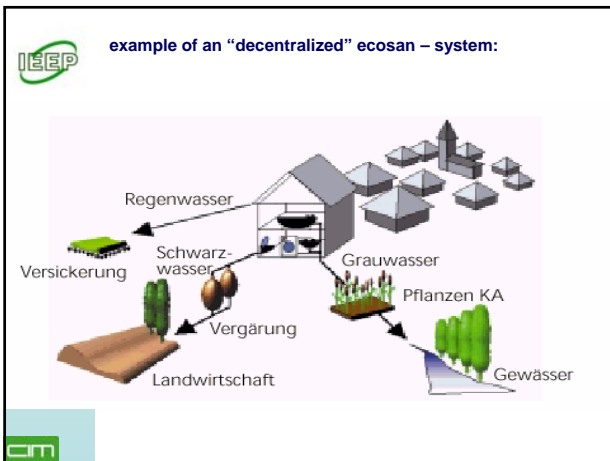 IEEP
example of an “decentralized” ecosan – system:
Regenwasser
Versickerung
Schwarz-
wasser
Vergärung
Landwirtschaft
Grauwasser
Pflanzen KA
Gewässer
CIM